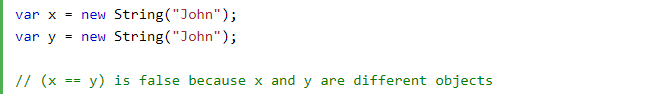 var x = new String("John");
var y = new String("John");
// (x == y) is false because x and y are different objects